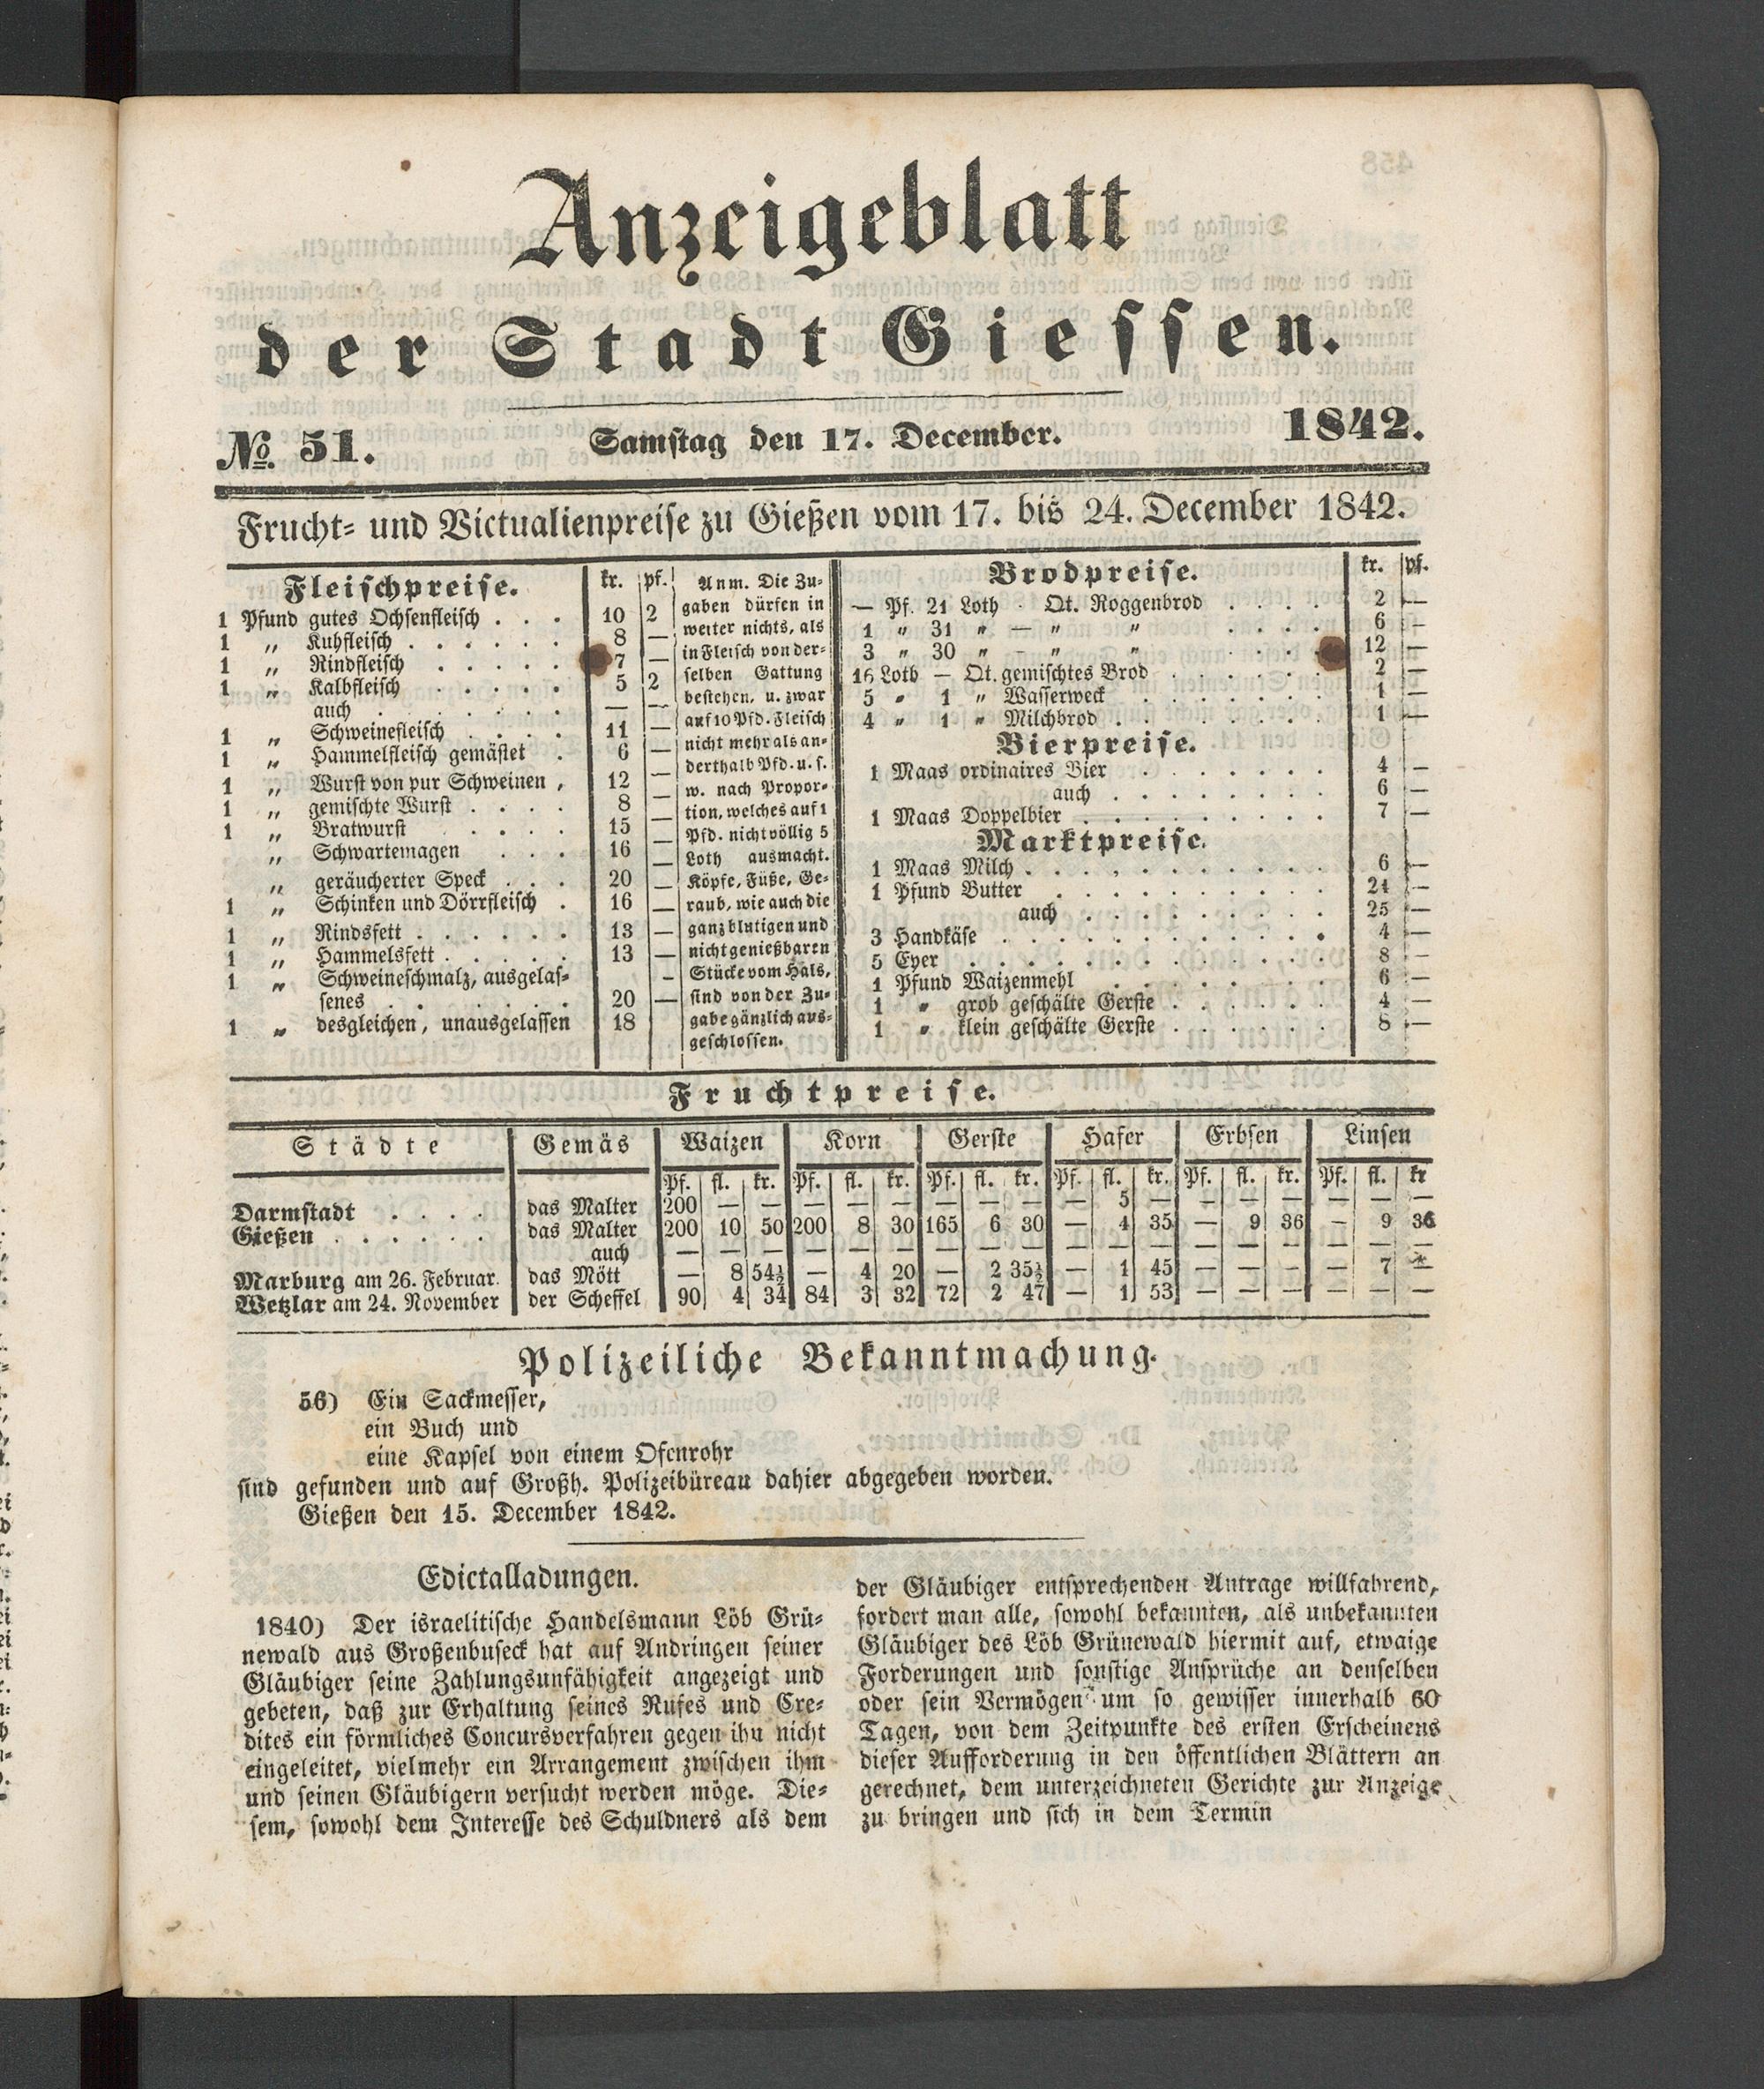 Anzeigeblatt
der Stadt Giessen.
No. 51. Samstag den 17. December. 1842.
Frucht- und Victualienpreise zu Gießen vom 17. bis 24. December 1842.
Fleischpreise. kr. pf.
1 Pfund gutes Ochsenfleisch . . . 10 2
1 „ Kuhfleisch . . . . . . 8 —
1 „ Rindfleisch . . . . . 7 —
1 „ Kalbfleisch . . . . . 5 2
auch . . . . . . . — —
1 „ Schweinefleisch . . . . 11 —
1 „ Hammelfleisch gemästet . 6 —
1 „ Wurst von pur Schweinen , 12 —
1 „ gemischte Wurst . . . . 8 —
1 „ Bratwurst . . . . 15 —
„ Schwartemagen . . . 16 —
„ geräucherter Speck . . . 20 —
1 „ Schinken und Dörrfleisch . 16 —
1 „ Rindsfett . . . . . . 13 —
1 „ Hammelsfett . . . . . 13 —
1 „ Schweineschmalz, ausgelas-
senes . . . . . . . 20 —
1 „ desgleichen, unausgelassen 18
Anm. Die Zu-
gaben dürfen in
weiter nichts, als
in Fleisch von der-
selben Gattung
bestehen, u. zwar
auf 10 Pfd. Fleisch
nicht mehr als an-
derthalb Pfd. u. s.
w. nach Propor-
tion, welches auf 1
Pfd. nicht völlig 5
Loth ausmacht.
Köpfe, Füße, Ge-
raub, wie auch die
ganz blutigen und
nicht genießbaren
Stücke vom Hals,
sind von der Zu-
gabe gänzlich aus-
geschlossen.
Brodpreise. kr. pf.
— Pf. 21 Loth · Qt. Roggenbrod . . . . 2 —
1 „ 31 „ — „ „ . . . . 6 —
3 „ 30 „ — „ „ . . . . 12 —
16 Loth — Qt. gemischtes Brod . . . . . . 2 —
5 „ 1 „ Wasserweck . . . . . . 1 —
4 „ 1 „ Milchbrod . . . . . . . 1 —
Bierpreise.
1 Maas ordinaires Bier . . . . . . . 4 —
auch . . . . . . . . 6 —
1 Maas Doppelbier . . . . . . . . . 7 —
Marktpreise.
1 Maas Milch . . . . . . . . . . . 6 —
1 Pfund Butter . . . . . . . . . . 24 —
auch . . . . . . . . . 25 —
3 Handkäse . . . . . . . . . . . . 4 —
5 Eyer . . . . . . . . . . . . . 8 —
1 Pfund Waizenmehl . . . . . . . . 6 —
1 „ grob geschälte Gerste . . . . . . 4 —
1 „ klein geschälte Gerste . . . . . . 8 —
Fruchtpreise.
Städte Gemäs Waizen Korn Gerste Hafer Erbsen Linsen
Pf. fl. kr. Pf. fl. kr. Pf. fl. kr. Pf. fl. kr. Pf. fl. kr. Pf. fl. kr
Darmstadt . . . . das Malter 200 — — — — — — — — — 5 — — — — — — —
Gießen . . . . . . das Malter 200 10 50 200 8 30 165 6 30 — 4 35 — 9 36 — 9 36
auch — — — — — — — — — — — — — — — — — —
Marburg am 26. Februar. das Mött — 8 54½ — 4 20 — 2 35½ — 1 45 — — — — 7
Wetzlar am 24. November der Scheffel 90 4 34 84 3 32 72 2 47 — 1 53 — — — — — —
Polizeiliche Bekanntmachung.
56) Ein Sackmesser,
ein Buch und
eine Kapsel von einem Ofenrohr
sind gefunden und auf Großh. Polizeibüreau dahier abgegeben worden.
Gießen den 15. December 1842.
Edictalladungen.
1840) Der israelitische Handelsmann Löb Grü-
newald aus Großenbuseck hat auf Andringen seiner
Gläubiger seine Zahlungsunfähigkeit angezeigt und
gebeten, daß zur Erhaltung seines Rufes und Cre-
dites ein förmliches Concursverfahren gegen ihn nicht
eingeleitet, vielmehr ein Arrangement zwischen ihm
und seinen Gläubigern versucht werden möge. Die-
sem, sowohl dem Interesse des Schuldners als dem
der Gläubiger entsprechenden Antrage willfahrend,
fordert man alle, sowohl bekannten, als unbekannten
Gläubiger des Löb Grünewald hiermit auf, etwaige
Forderungen und sonstige Ansprüche an denselben
oder sein Vermögen um so gewisser innerhalb 60
Tagen, von dem Zeitpunkte des ersten Erscheinens
dieser Aufforderung in den öffentlichen Blättern an
gerechnet, dem unterzeichneten Gerichte zur Anzeige
zu bringen und sich in dem Termin